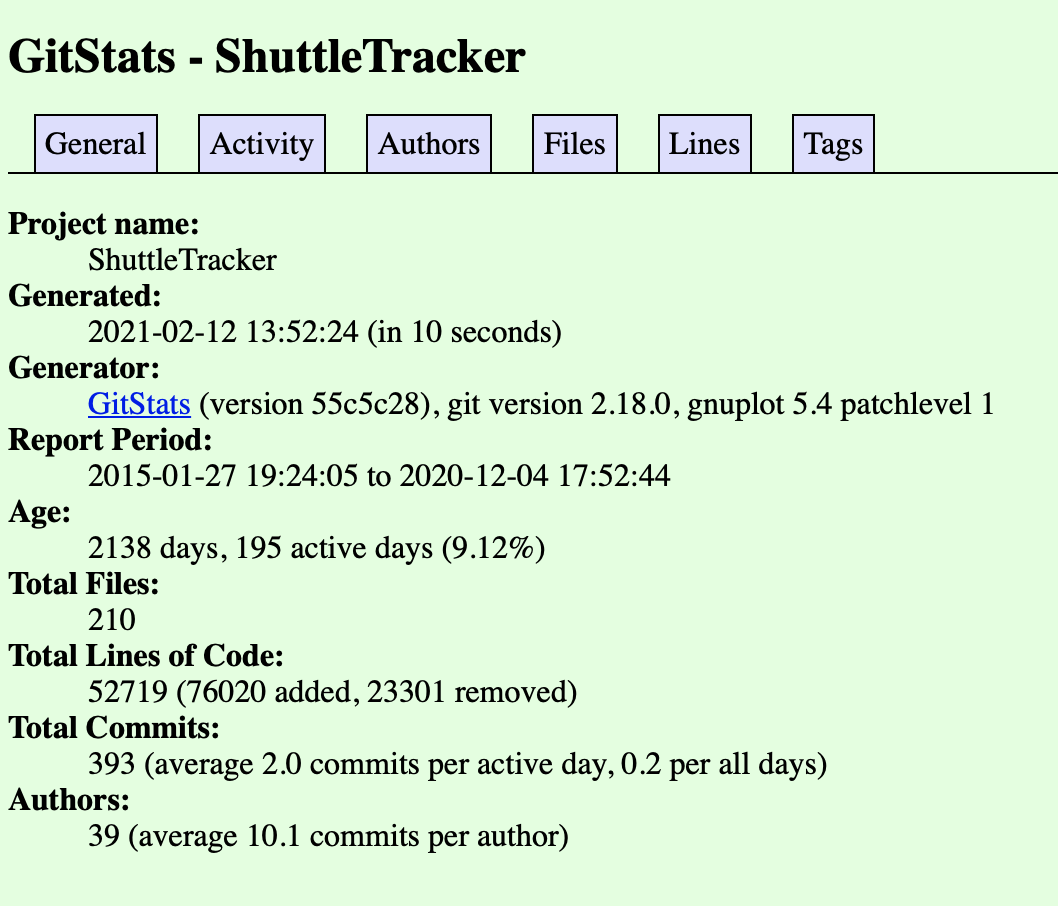 GitStats - ShuttleTracker
General Activity Authors Files Lines Tags
Project name:
ShuttleTracker
Generated:
2021-02-12 13:52:24 (in 10 seconds)
Generator:
GitStats (version 55c5c28), git version 2.18.0, gnuplot 5.4 patchlevel 1
Report Period:
2015-01-27 19:24:05 to 2020-12-04 17:52:44
Age:
2138 days, 195 active days (9.12%)
Total Files:
210
Total Lines of Code:
52719 (76020 added, 23301 removed)
Total Commits:
393 (average 2.0 commits per active day, 0.2 per all days)
Authors:
39 (average 10.1 commits per author)